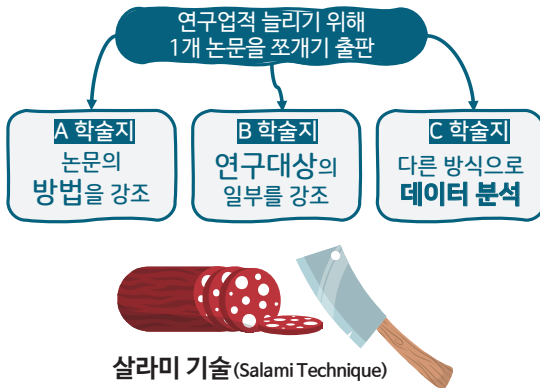 연구업적 늘리기 위해
1개 논문을 쪼개기 출판
A 학술지
논문의
방법을 강조
B 학술지
연구대상의
일부를 강조
C 학술지
다른 방식으로
데이터 분석
살라미 기술(Salami Technique)